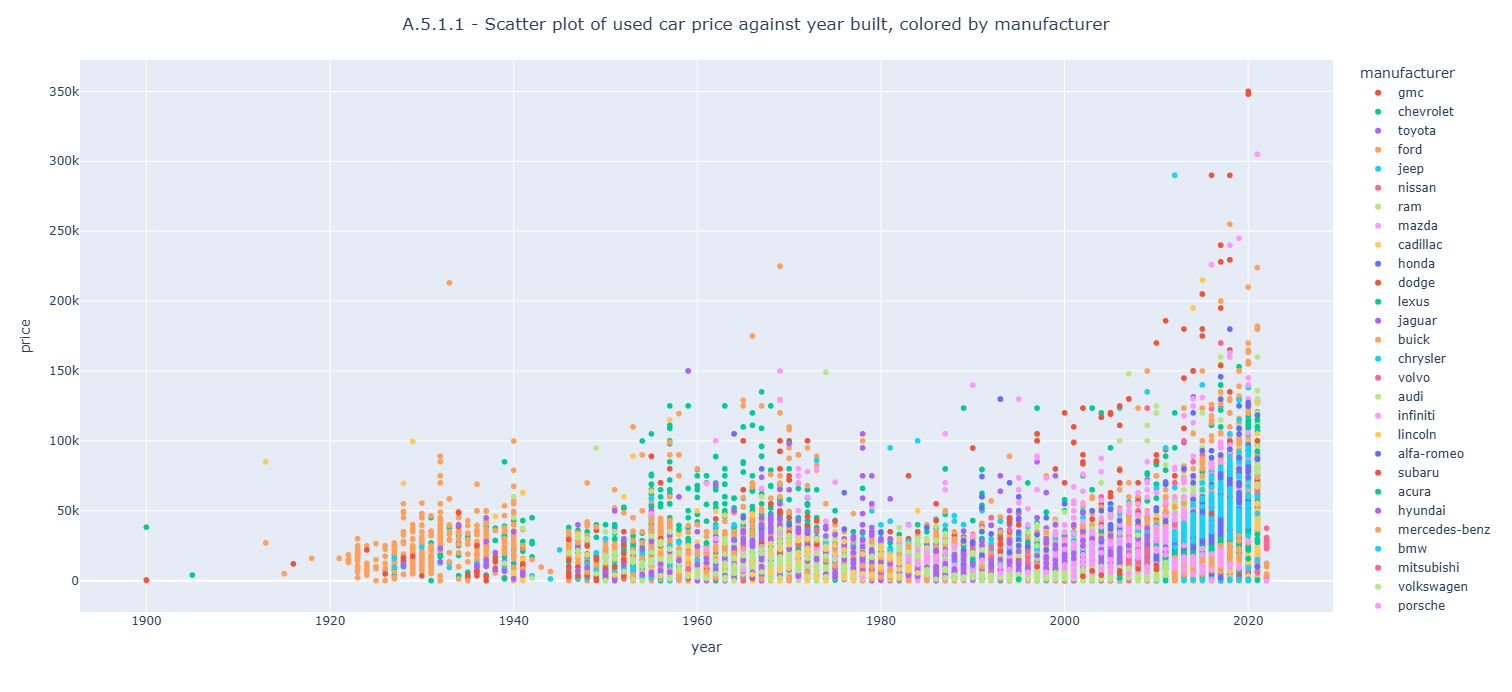 A.5.1.1 - Scatter plot of used car price against year built, colored by manufacturer
manufacturer
gmc
chevrolet
toyota
ford
jeep
nissan
ram
mazda
cadillac
honda
dodge
lexus
jaguar
buick
chrysler
volvo
audi
infiniti
lincoln
alfa-romeo
subaru
acura
hyundai
mercedes-benz
bmw
mitsubishi
volkswagen
porsche
350k
300k
250k
200k
150k
100k
50k
0
price
1900 1920 1940 1960 1980 2000 2020
year